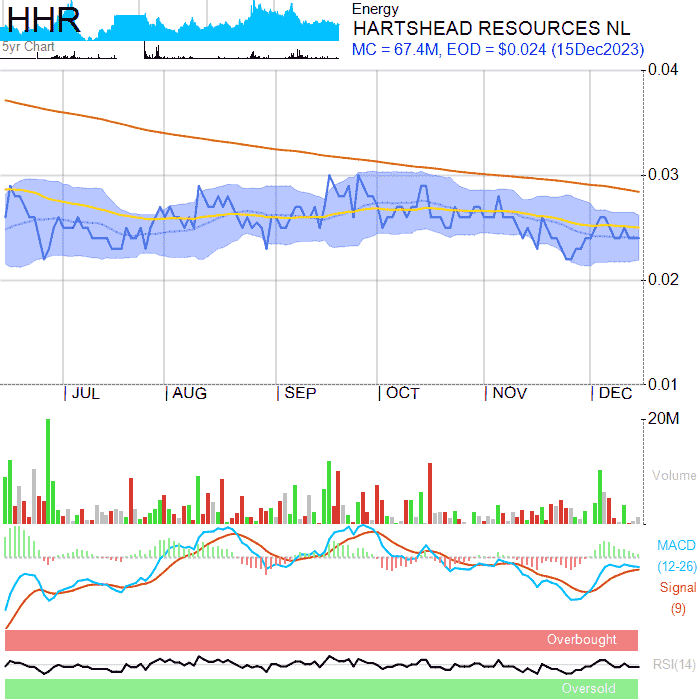 HHR
5yr Chart
Energy
HARTSHEAD RESOURCES NL
MC = 67.4M, EOD = $0.024 (15Dec2023)
0.04
0.03
0.02
0.01
JUL AUG SEP OCT NOV DEC
20M
Volume
MACD
(12-26)
Signal
(9)
Overbought
RSI(14)
Oversold